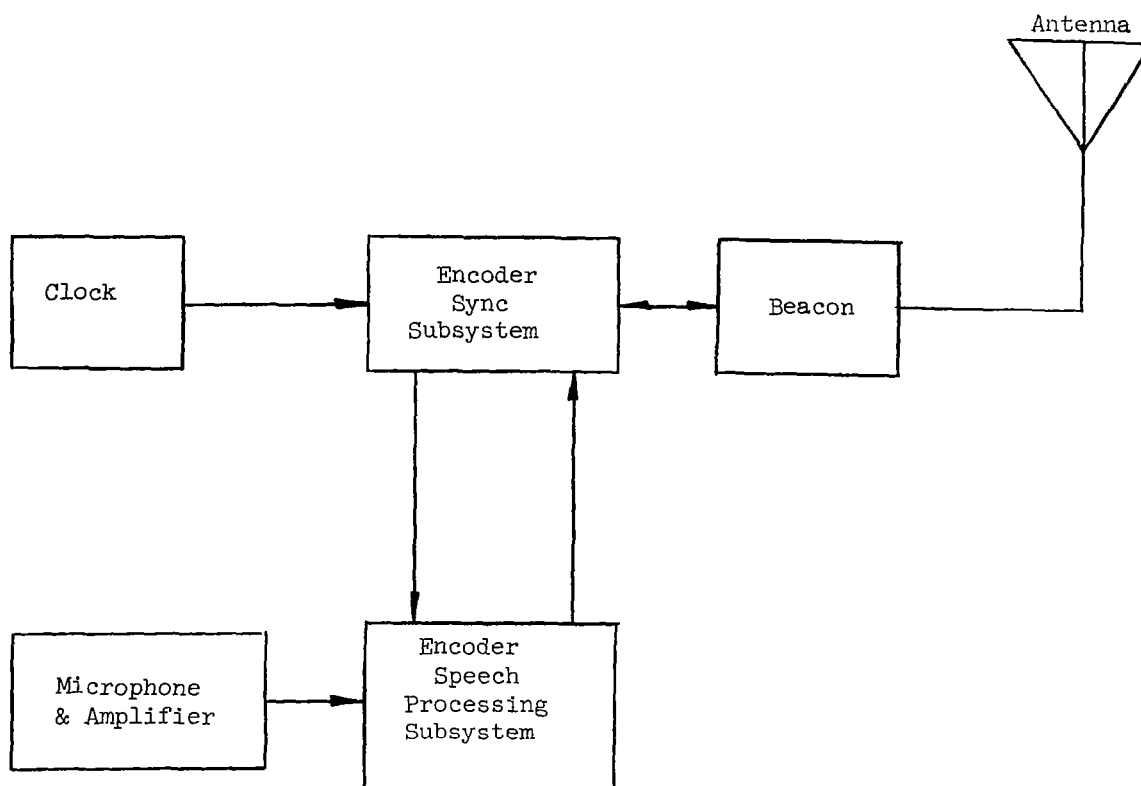 Antenna
Clock
Encoder
Sync
Subsystem
Beacon
Microphone
& Amplifier
Encoder
Speech
Processing
Subsystem